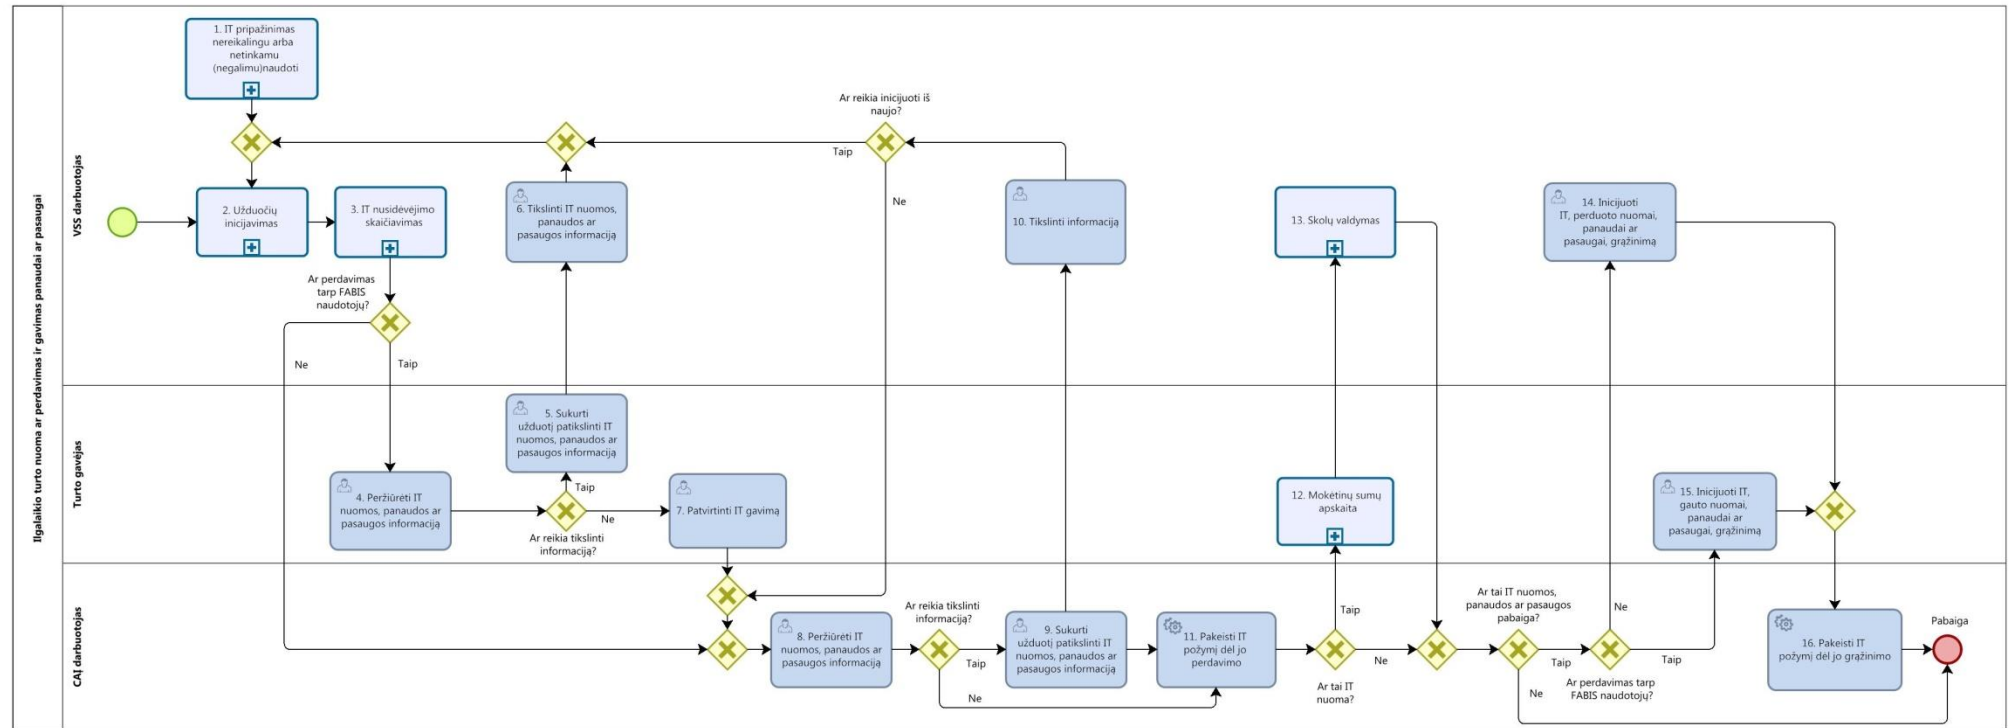 Ilgalaikio turto nuoma ar perdavimas ir gavimas panaudai ar pasaugai
VSS darbuotojas
1. IT pripažinimas
nereikalingu arba
netinkamu
(negalimu)naudoti
2. Užduočių
inicijavimas
3. IT nusidėvėjimo
skaičiavimas
Ar perdavimas
tarp FABIS
naudotojų?
Ne
Taip
6. Tikslinti IT nuomos,
panaudos ar
pasaugos informaciją
Ar reikia inicijuoti iš
naujo?
Taip
Ne
10. Tikslinti informaciją
13. Skolų valdymas
14. Inicijuoti
IT, perduoto nuomai,
panaudai ar
pasaugai, grąžinimą
Turto gavėjas
4. Peržiūrėti IT
nuomos, panaudos ar
pasaugos informaciją
5. Sukurti
užduotį patikslinti IT
nuomos, panaudos ar
pasaugos informaciją
Taip
Ne
Ar reikia tikslinti
informaciją?
7. Patvirtinti IT gavimą
12. Mokėtinų sumų
apskaita
15. Inicijuoti IT,
gauto nuomai,
panaudai ar
pasaugai, grąžinimą
CAĮ darbuotojas
8. Peržiūrėti IT
nuomos, panaudos ar
pasaugos informaciją
Ar reikia tikslinti
informaciją?
Taip
Ne
9. Sukurti
užduotį patikslinti IT
nuomos, panaudos ar
pasaugos informaciją
11. Pakeisti IT
požymį dėl jo
perdavimo
Taip
Ne
Ar tai IT
nuoma?
Ar tai IT nuomos,
panaudos ar pasaugos
pabaiga?
Taip
Ne
Ne
Taip
Ar perdavimas tarp
FABIS naudotojų?
16. Pakeisti IT
požymį dėl jo grąžinimo
Pabaiga